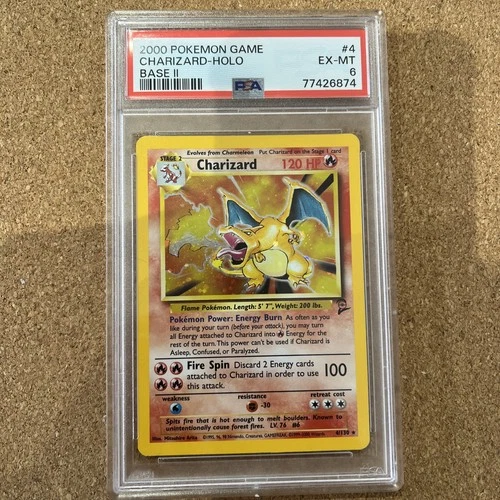 2000 POKEMON GAME #4
CHARIZARD-HOLO EX-MT
BASE II PSA 6
77426874
Evolves from Charmeleon Put Charizard on the Stage 1 card
STAGE 2
Charizard 120 HP
Flame Pokémon. Length: 5' 7", Weight: 200 lbs.
Pokémon Power: Energy Burn As often as you
like during your turn (before your attack), you may turn
all Energy attached to Charizard into Energy for the
rest of the turn. This power can't be used if Charizard is
Asleep, Confused, or Paralyzed.
Fire Spin Discard 2 Energy cards
attached to Charizard in order to use 100
this attack.
weakness resistance retreat cost
-30
Spits fire that is hot enough to melt boulders. Known to
unintentionally cause forest fires. LV. 76 #6
Illus. Mitsuhiro Arita 4/130